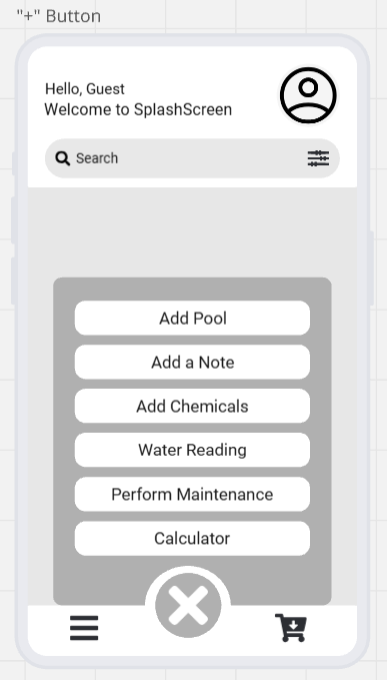 "+" Button
Hello, Guest
Welcome to SplashScreen
Search
Add Pool
Add a Note
Add Chemicals
Water Reading
Perform Maintenance
Calculator